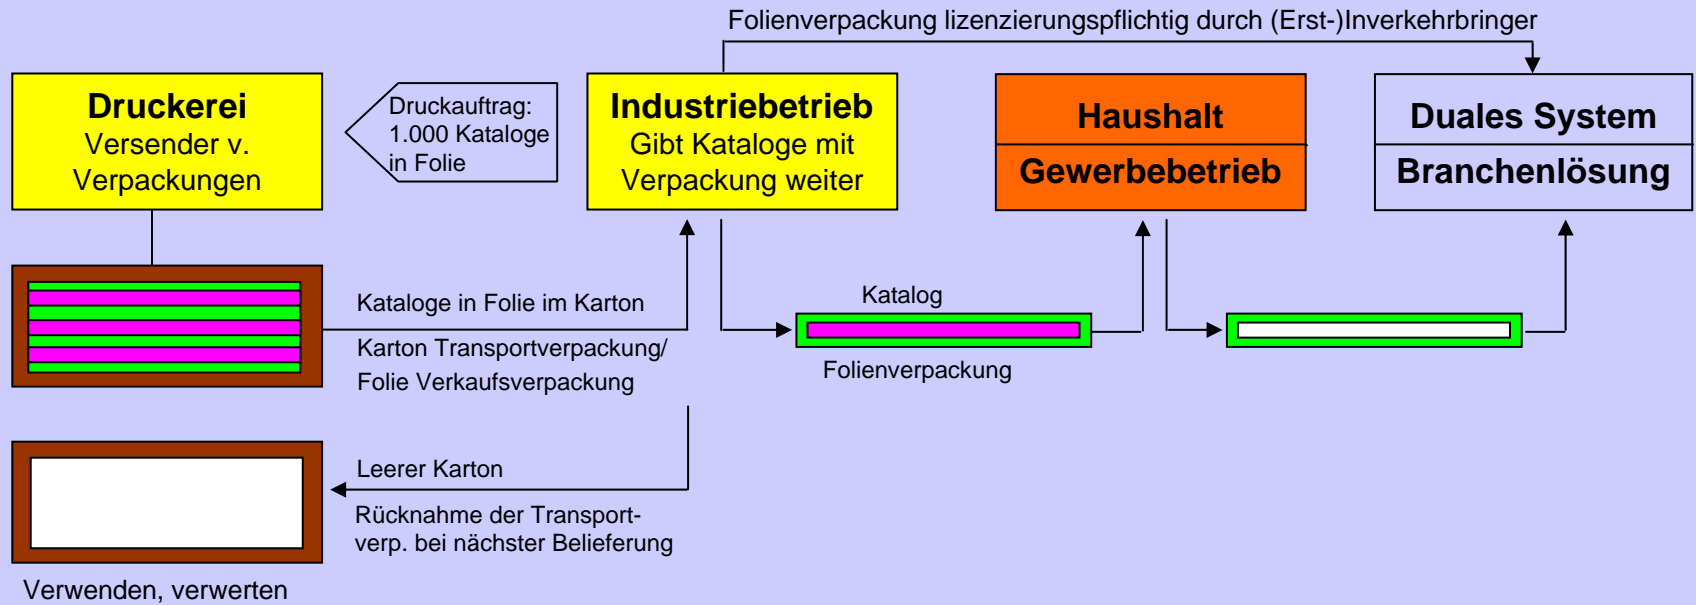 Folienverpackung lizenzierungspflichtig durch (Erst-)Inverkehrbringer
Druckerei
Versender v.
Verpackungen
Druckauftrag:
1.000 Kataloge
in Folie
Industriebetrieb
Gibt Kataloge mit
Verpackung weiter
Haushalt
Gewerbebetrieb
Duales System
Branchenlösung
Kataloge in Folie im Karton
Karton Transportverpackung/
Folie Verkaufsverpackung
Katalog
Folienverpackung
Leerer Karton
Rücknahme der Transport-
verp. bei nächster Belieferung
Verwenden, verwerten